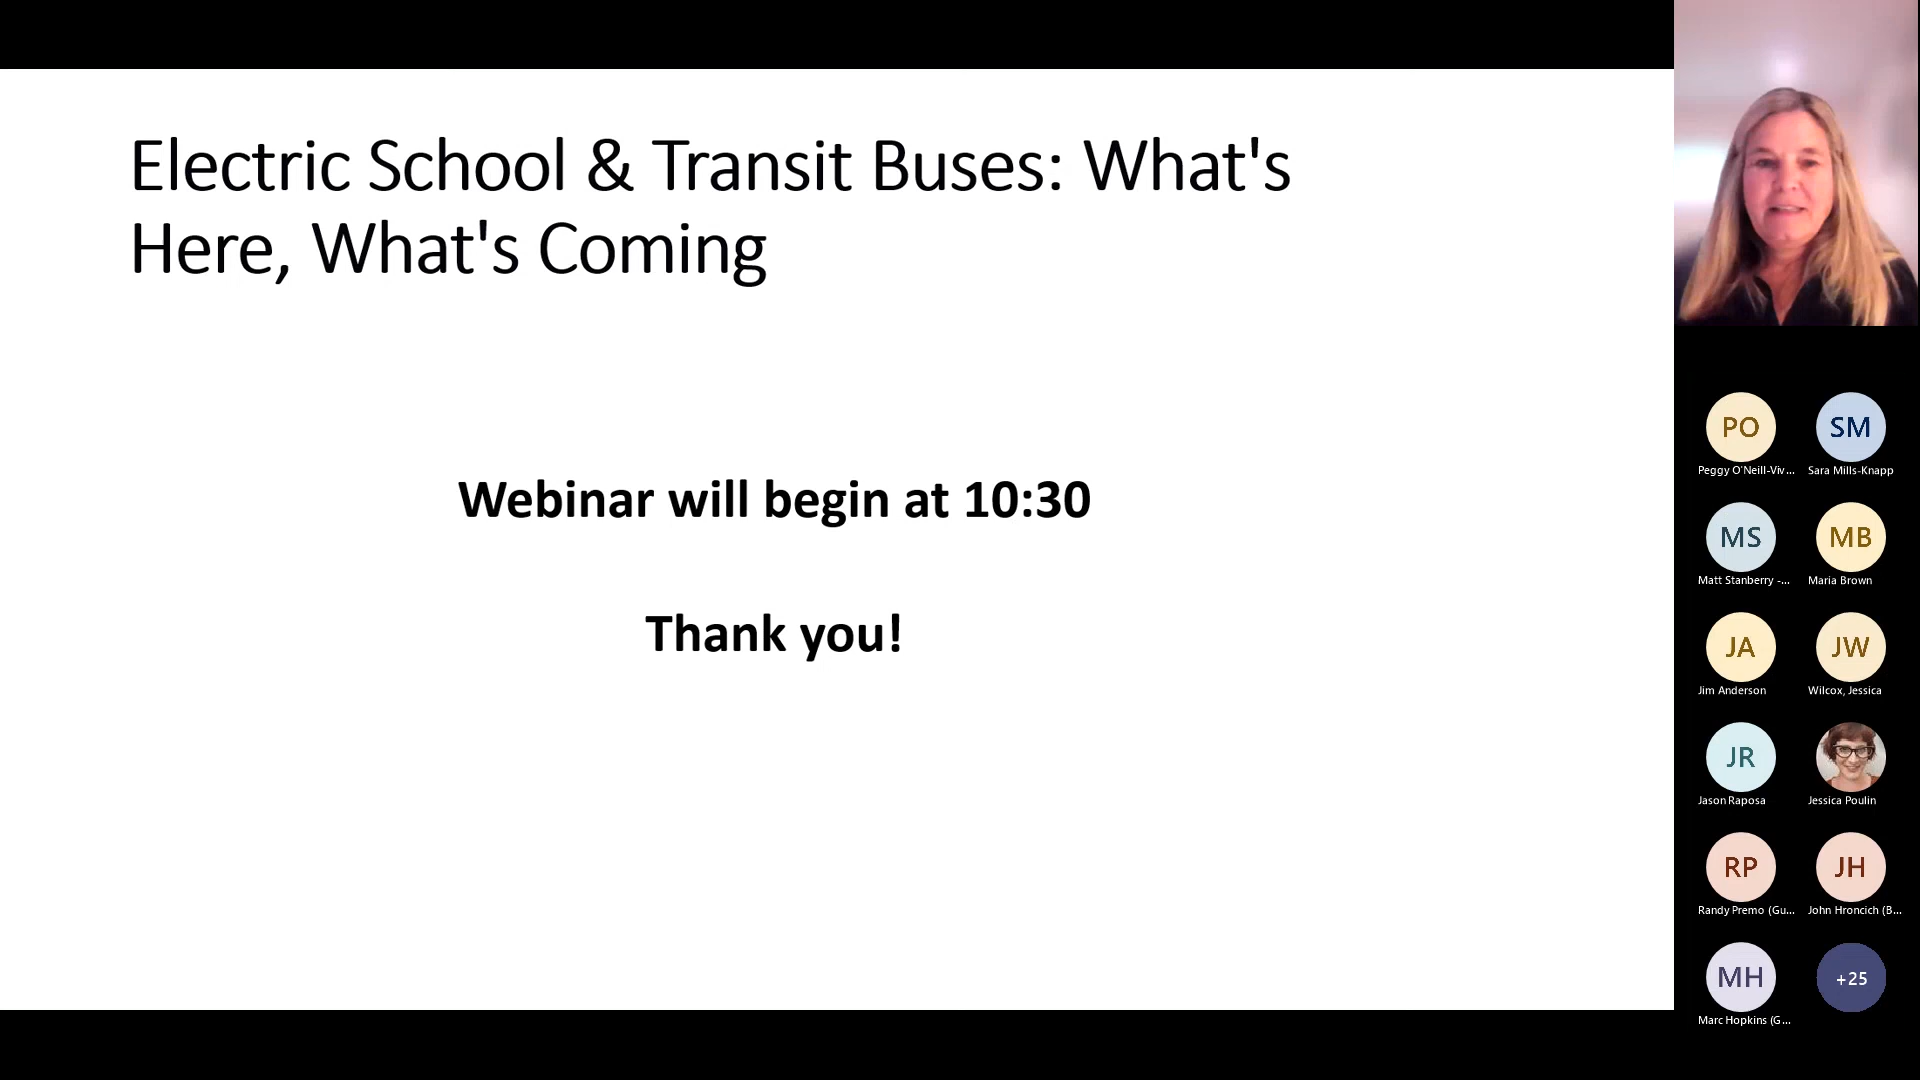 Electric School & Transit Buses: What's
Here, What's Coming
Webinar will begin at 10:30
Thank you!
PO
SM
Peggy O'Neill-Viv...
Sara Mills-Knapp
MS
MB
Matt Stanberry -...
Maria Brown
JA
JW
Jim Anderson
Wilcox, Jessica
JR
Jason Raposa
Jessica Poulin
RP
JH
Randy Premo (Gu...
John Hroncich (B...
MH
+25
Marc Hopkins (G...